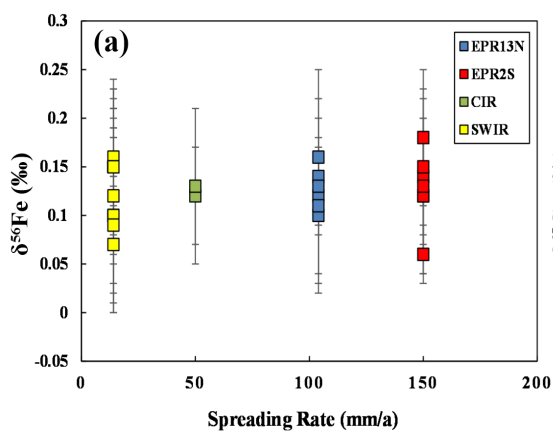 (a)
EPR13N
EPR2S
CIR
SWIR
0.3
0.25
0.2
0.15
0.1
0.05
0
-0.05
δ⁵⁶Fe (‰)
0 50 100 150 200
Spreading Rate (mm/a)